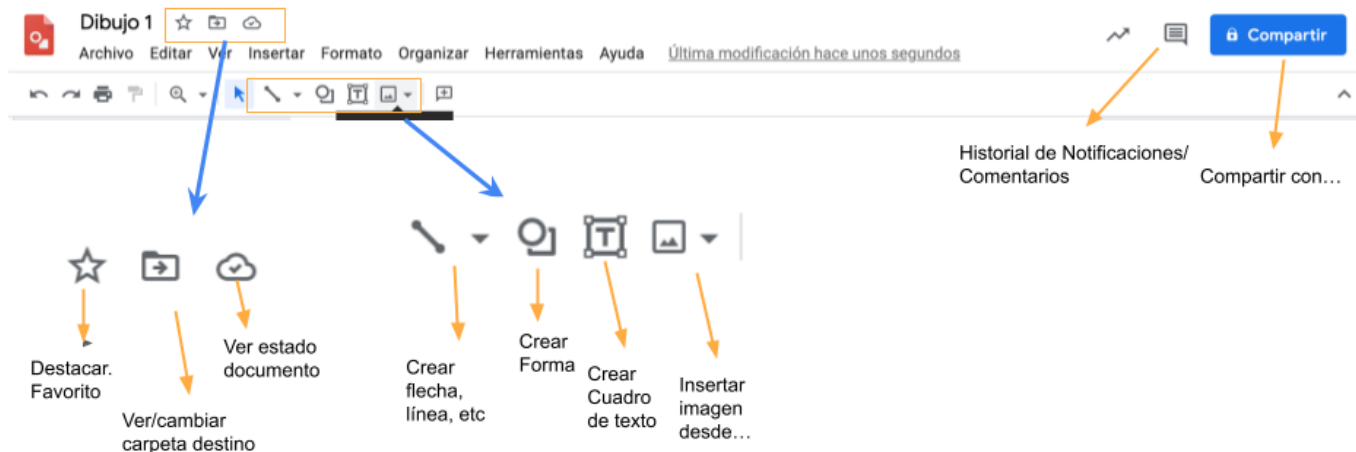 Dibujo 1
Archivo Editar Ver Insertar Formato Organizar Herramientas Ayuda Última modificación hace unos segundos
Compartir
Historial de Notificaciones/
Comentarios
Compartir con…
Destacar.
Favorito
Ver/cambiar
carpeta destino
Ver estado
documento
Crear
flecha,
línea, etc
Crear
Forma
Crear
Cuadro
de texto
Insertar
imagen
desde…